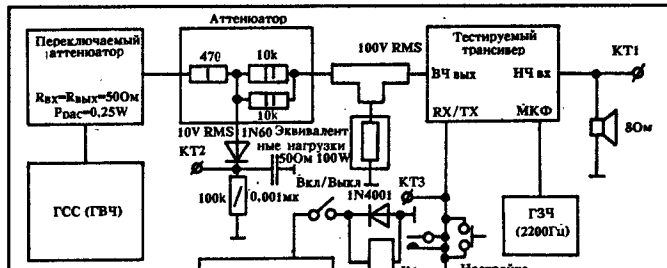 Аттенюатор
Переключаемый
аттенюатор
Rвх=Rвых=50Ом
Pрас=0,25W
ГСС (ГВЧ)
470
10k
10k
100V RMS
Тестируемый
трансивер
ВЧ вых
НЧ вх
RX/TX
МКФ
КТ1
8Ом
10V RMS
1N60
Эквивалент
ные нагрузки
50Ом 100W
КТ2
100k
0,001мк
Вкл/Выкл
1N4001
КТ3
ГЗЧ
(2200Гц)
Настройка